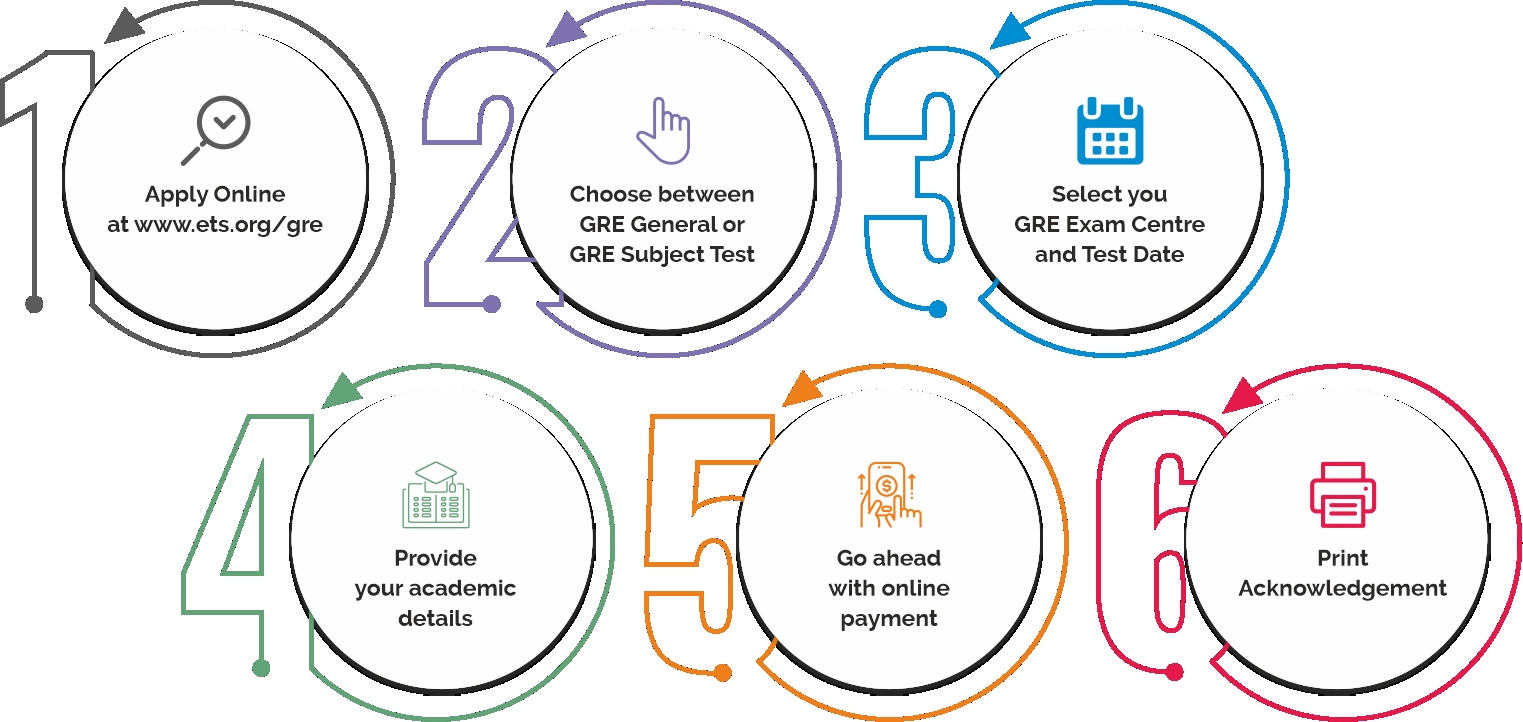 1
Apply Online
at www.ets.org/gre
2
Choose between
GRE General or
GRE Subject Test
3
Select you
GRE Exam Centre
and Test Date
4
Provide
your academic
details
5
$
Go ahead
with online
payment
6
Print
Acknowledgement